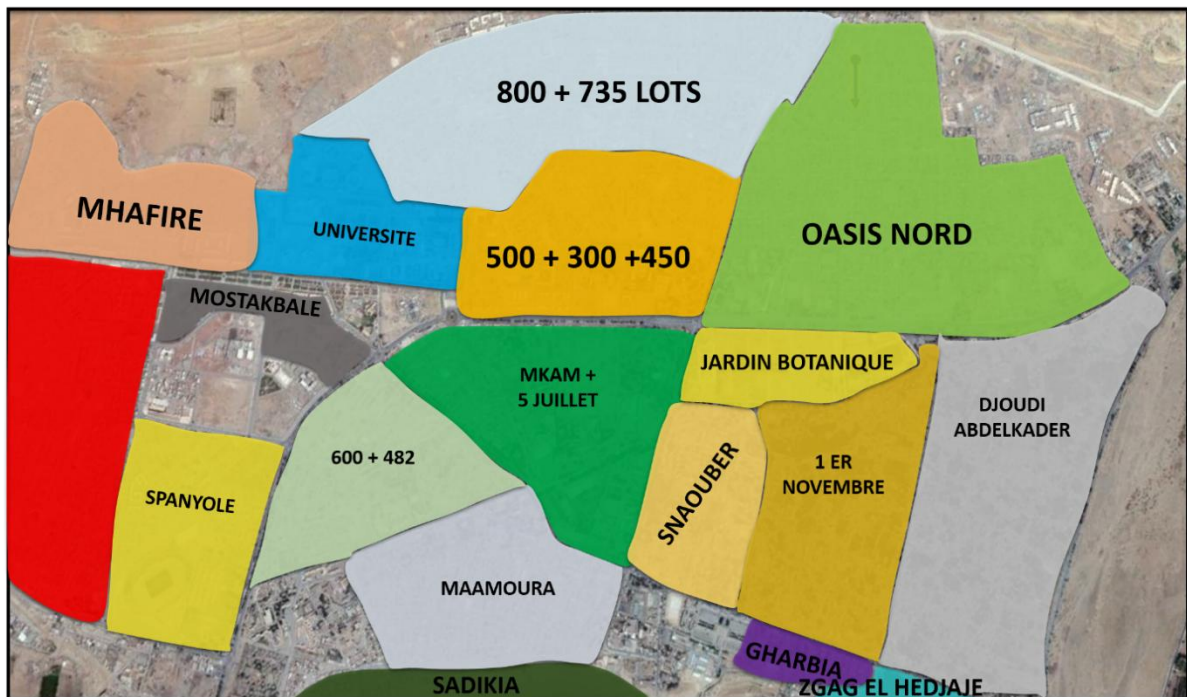 800 + 735 LOTS
MHAFIRE
UNIVERSITE
500 + 300 +450
OASIS NORD
MOSTAKBALE
JARDIN BOTANIQUE
MKAM +
5 JUILLET
DJOUDI
ABDELKADER
600 + 482
1 ER
NOVEMBRE
SPANYOLE
SNAOUBER
MAAMOURA
GHARBIA
SADIKIA
ZGAG EL HEDJAJE